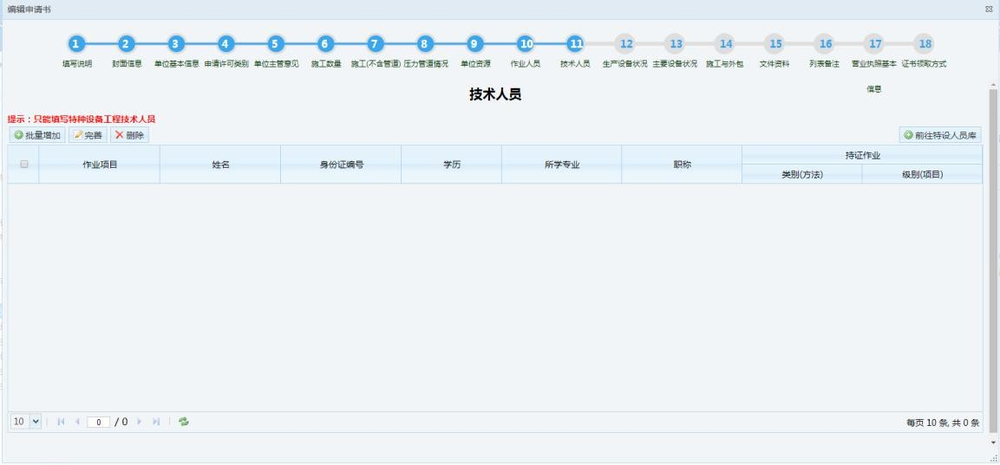 编辑申请书
1 2 3 4 5 6 7 8 9 10 11 12 13 14 15 16 17 18
填写说明 封面信息 单位基本信息 申请许可类别 单位主管意见 施工数量 施工(不含管道) 压力管道情况 单位资源 作业人员 技术人员 生产设备状况 主要设备状况 施工与外包 文件资料 列表备注 营业执照基本 证书领取方式
信息
技术人员
提示：只能填写特种设备工程技术人员
批量增加 完善 删除 前往特设人员库
作业项目 姓名 身份证编号 学历 所学专业 职称 持证作业
类别(方法) 级别(项目)
10 0 / 0 每页 10 条, 共 0 条